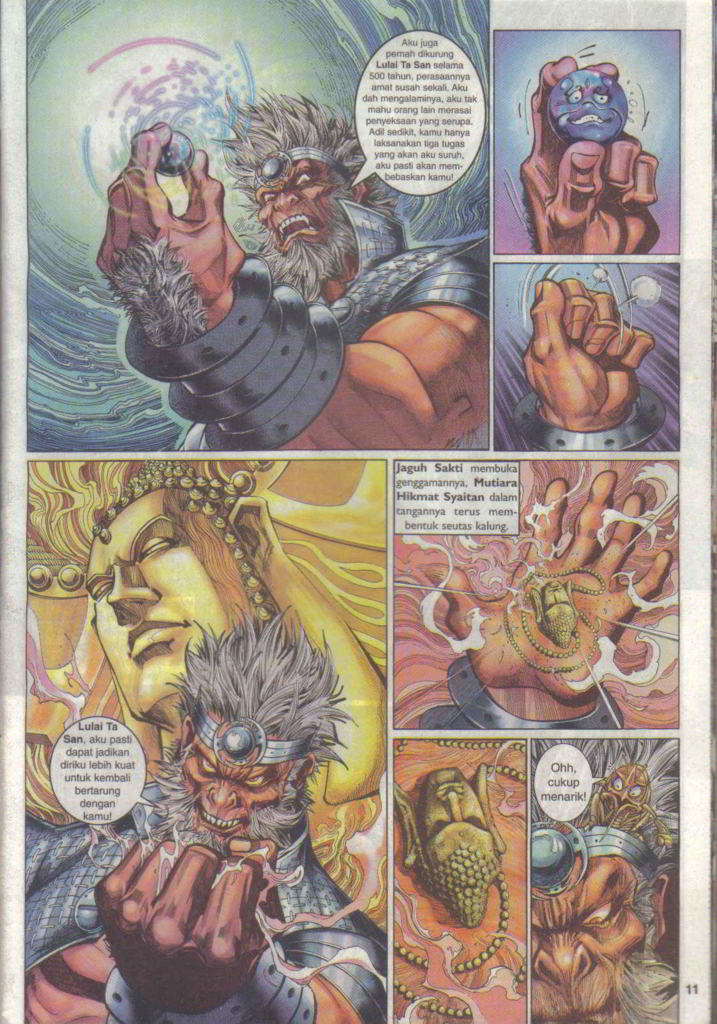 Aku juga
pernah dikurung
Lulai Ta San selama
500 tahun, perasaannya
amat susah sekali. Aku
dah mengalaminya, aku tak
mahu orang lain merasai
penyeksaan yang serupa.
Adil sedikit, kamu hanya
laksanakan tiga tugas
yang akan aku suruh,
aku pasti akan mem-
bebaskan kamu!
Jaguh Sakti membuka
genggamannya, Mutiara
Hikmat Syaitan dalam
tangannya terus mem-
bentuk seutas kalung.
Lulai Ta
San, aku pasti
dapat jadikan
diriku lebih kuat
untuk kembali
bertarung
dengan
kamu!
Ohh,
cukup
menarik!
11